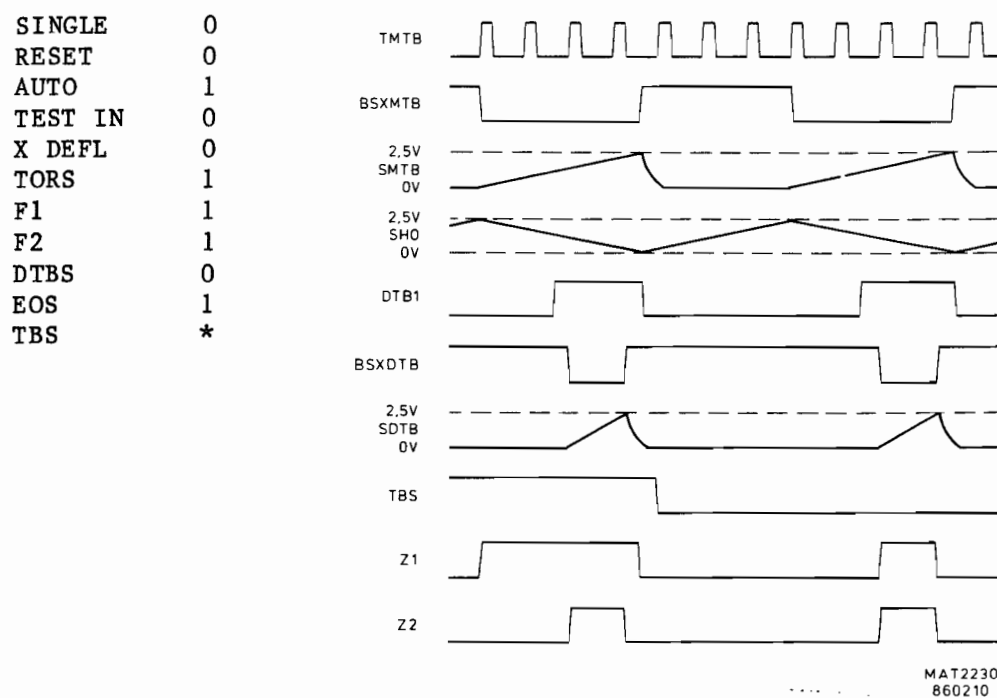 SINGLE 0
RESET 0
AUTO 1
TEST IN 0
X DEFL 0
TORS 1
F1 1
F2 1
DTBS 0
EOS 1
TBS *
TMTB
BSXMTB
2,5V
SMTB
0V
2,5V
SHO
0V
DTB1
BSXDTB
2,5V
SDTB
0V
TBS
Z1
Z2
MAT2230
860210